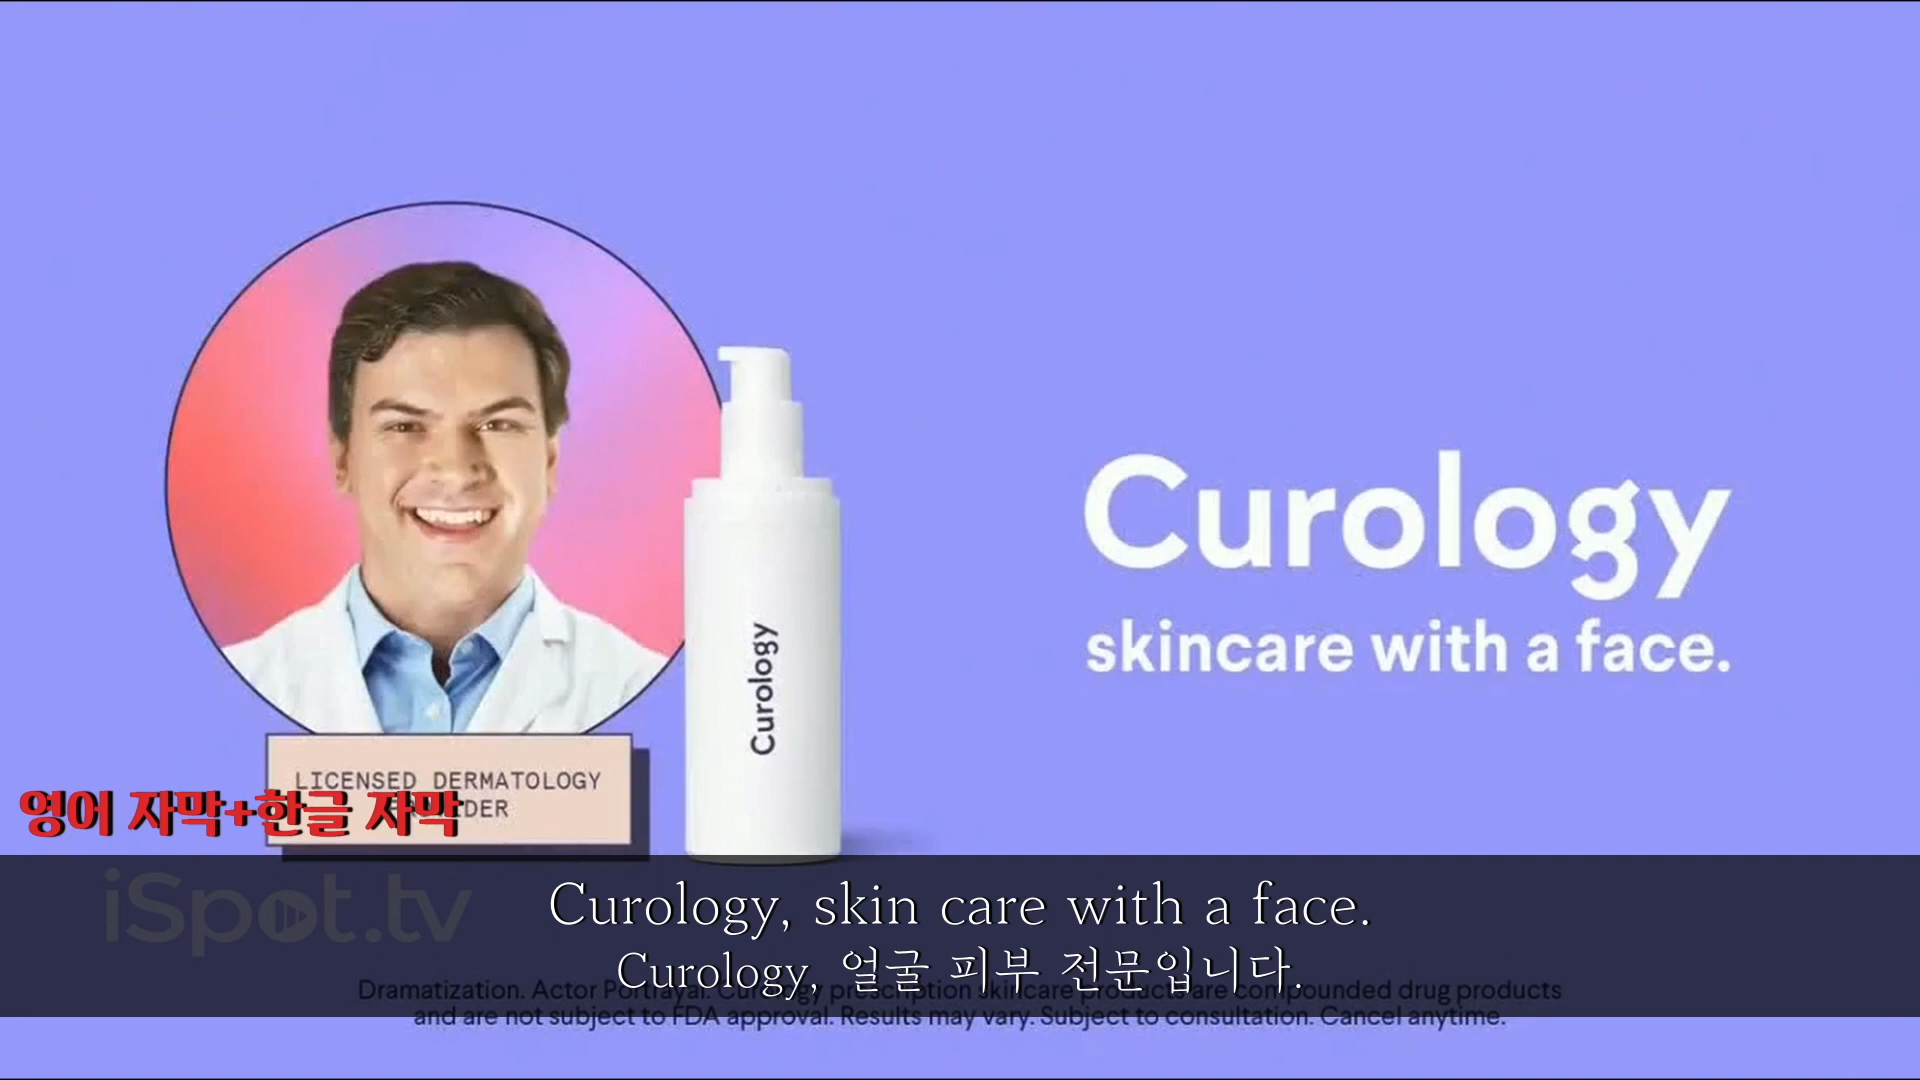 Curology
skincare with a face.
Curology
LICENSED DERMATOLOGY
영어 자막+한글 자막
iSpot.tv
Curology, skin care with a face.
Curology, 얼굴 피부 전문입니다.
Dramatization. Actor Portrayal. Curology prescription skincare products are compounded drug products
and are not subject to FDA approval. Results may vary. Subject to consultation. Cancel anytime.